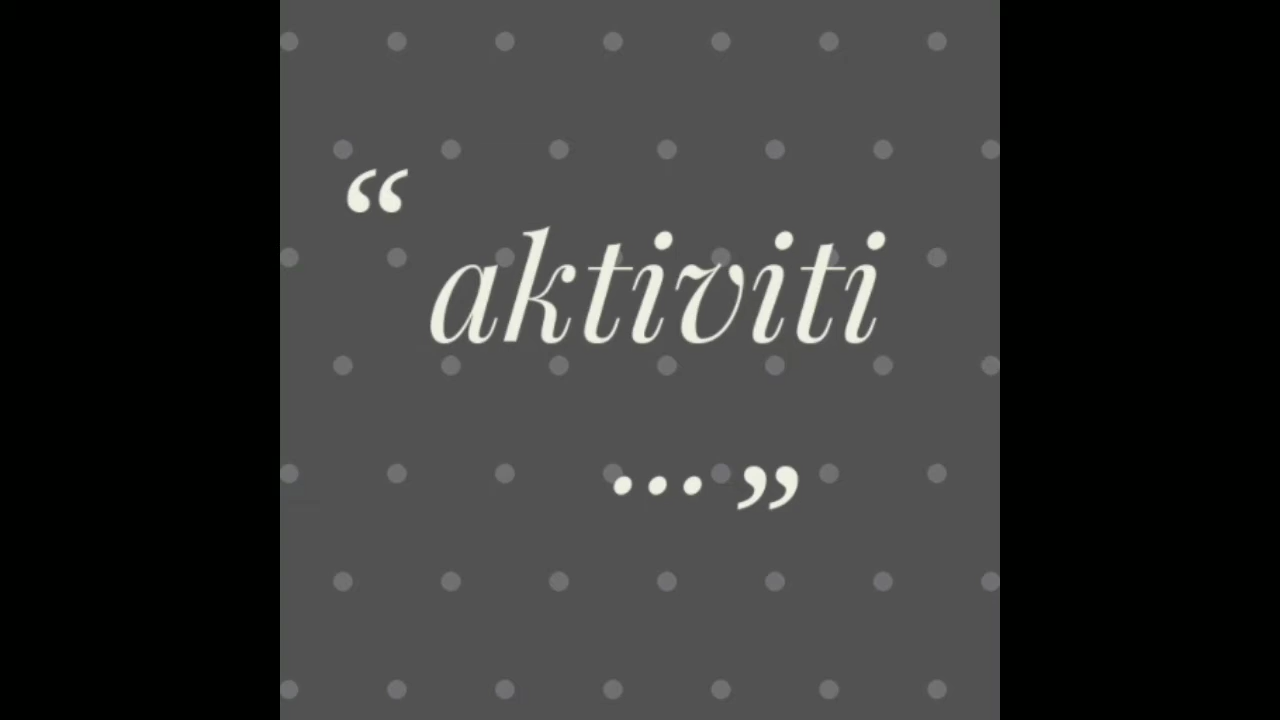 “ aktiviti
... ”